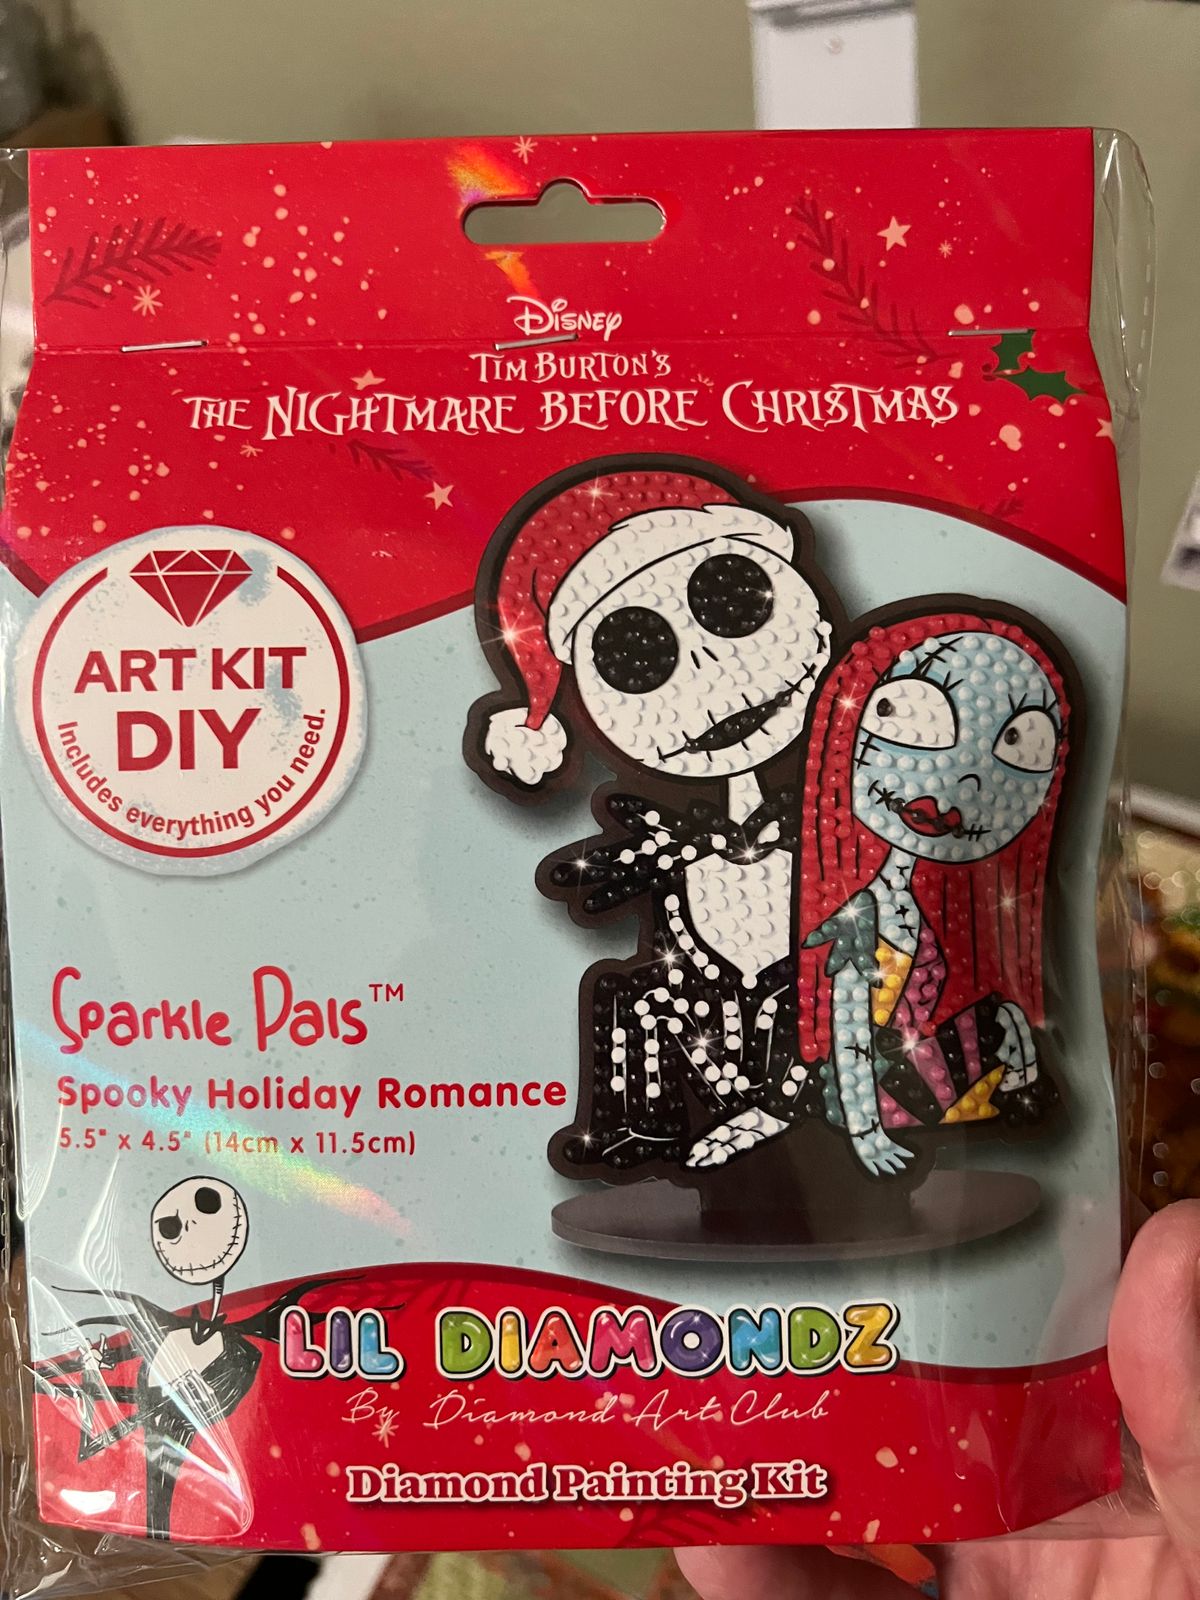 Disney
Tim Burton's
The Nightmare Before Christmas
ART KIT
DIY
Includes everything you need.
Sparkle Pals™
Spooky Holiday Romance
5.5" x 4.5" (14cm x 11.5cm)
LIL DIAMONDZ
By Diamond Art Club
Diamond Painting Kit